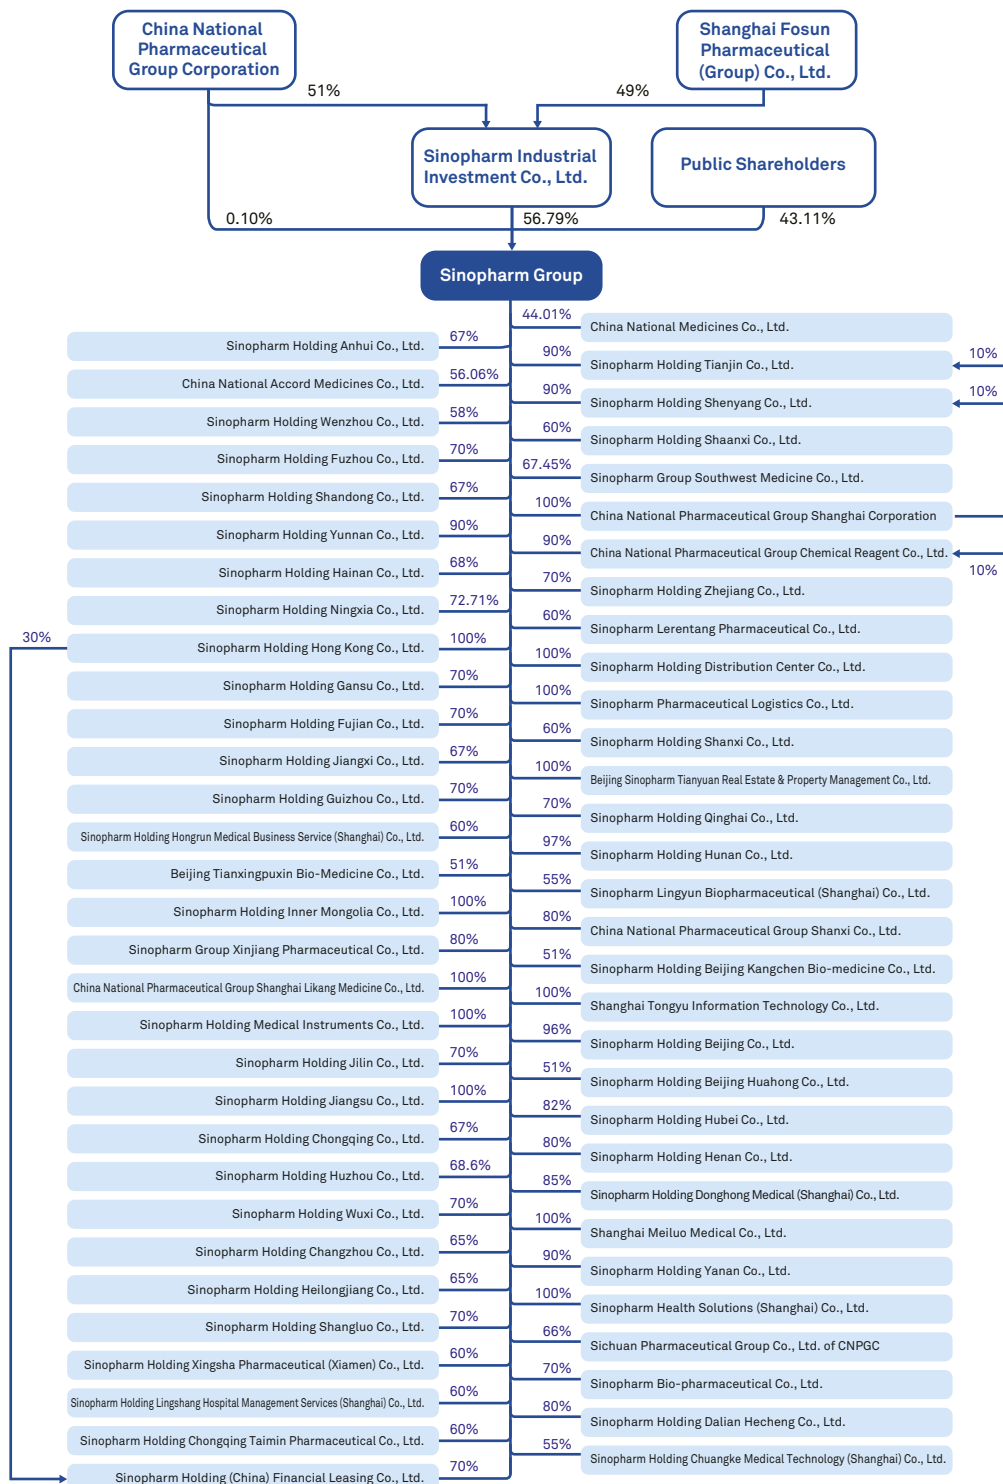 China National
Pharmaceutical
Group Corporation
Shanghai Fosun
Pharmaceutical
(Group) Co., Ltd.
51%
49%
Sinopharm Industrial
Investment Co., Ltd.
Public Shareholders
0.10%
56.79%
43.11%
Sinopharm Group
67%
Sinopharm Holding Anhui Co., Ltd.
56.06%
China National Accord Medicines Co., Ltd.
58%
Sinopharm Holding Wenzhou Co., Ltd.
70%
Sinopharm Holding Fuzhou Co., Ltd.
67%
Sinopharm Holding Shandong Co., Ltd.
90%
Sinopharm Holding Yunnan Co., Ltd.
68%
Sinopharm Holding Hainan Co., Ltd.
72.71%
Sinopharm Holding Ningxia Co., Ltd.
30%
100%
Sinopharm Holding Hong Kong Co., Ltd.
70%
Sinopharm Holding Gansu Co., Ltd.
70%
Sinopharm Holding Fujian Co., Ltd.
67%
Sinopharm Holding Jiangxi Co., Ltd.
70%
Sinopharm Holding Guizhou Co., Ltd.
60%
Sinopharm Holding Hongrun Medical Business Service (Shanghai) Co., Ltd.
51%
Beijing Tianxingpuxin Bio-Medicine Co., Ltd.
100%
Sinopharm Holding Inner Mongolia Co., Ltd.
80%
Sinopharm Group Xinjiang Pharmaceutical Co., Ltd.
100%
China National Pharmaceutical Group Shanghai Likang Medicine Co., Ltd.
100%
Sinopharm Holding Medical Instruments Co., Ltd.
70%
Sinopharm Holding Jilin Co., Ltd.
100%
Sinopharm Holding Jiangsu Co., Ltd.
67%
Sinopharm Holding Chongqing Co., Ltd.
68.6%
Sinopharm Holding Huzhou Co., Ltd.
70%
Sinopharm Holding Wuxi Co., Ltd.
65%
Sinopharm Holding Changzhou Co., Ltd.
65%
Sinopharm Holding Heilongjiang Co., Ltd.
70%
Sinopharm Holding Shangluo Co., Ltd.
60%
Sinopharm Holding Xingsha Pharmaceutical (Xiamen) Co., Ltd.
60%
Sinopharm Holding Lingshang Hospital Management Services (Shanghai) Co., Ltd.
60%
Sinopharm Holding Chongqing Taimin Pharmaceutical Co., Ltd.
70%
Sinopharm Holding (China) Financial Leasing Co., Ltd.
44.01%
China National Medicines Co., Ltd.
90%
Sinopharm Holding Tianjin Co., Ltd.
10%
90%
Sinopharm Holding Shenyang Co., Ltd.
10%
60%
Sinopharm Holding Shaanxi Co., Ltd.
67.45%
Sinopharm Group Southwest Medicine Co., Ltd.
100%
China National Pharmaceutical Group Shanghai Corporation
90%
China National Pharmaceutical Group Chemical Reagent Co., Ltd.
10%
70%
Sinopharm Holding Zhejiang Co., Ltd.
60%
Sinopharm Lerentang Pharmaceutical Co., Ltd.
100%
Sinopharm Holding Distribution Center Co., Ltd.
100%
Sinopharm Pharmaceutical Logistics Co., Ltd.
60%
Sinopharm Holding Shanxi Co., Ltd.
100%
Beijing Sinopharm Tianyuan Real Estate & Property Management Co., Ltd.
70%
Sinopharm Holding Qinghai Co., Ltd.
97%
Sinopharm Holding Hunan Co., Ltd.
55%
Sinopharm Lingyun Biopharmaceutical (Shanghai) Co., Ltd.
80%
China National Pharmaceutical Group Shanxi Co., Ltd.
51%
Sinopharm Holding Beijing Kangchen Bio-medicine Co., Ltd.
100%
Shanghai Tongyu Information Technology Co., Ltd.
96%
Sinopharm Holding Beijing Co., Ltd.
51%
Sinopharm Holding Beijing Huahong Co., Ltd.
82%
Sinopharm Holding Hubei Co., Ltd.
80%
Sinopharm Holding Henan Co., Ltd.
85%
Sinopharm Holding Donghong Medical (Shanghai) Co., Ltd.
100%
Shanghai Meiluo Medical Co., Ltd.
90%
Sinopharm Holding Yanan Co., Ltd.
100%
Sinopharm Health Solutions (Shanghai) Co., Ltd.
66%
Sichuan Pharmaceutical Group Co., Ltd. of CNPGC
70%
Sinopharm Bio-pharmaceutical Co., Ltd.
80%
Sinopharm Holding Dalian Hecheng Co., Ltd.
55%
Sinopharm Holding Chuangke Medical Technology (Shanghai) Co., Ltd.